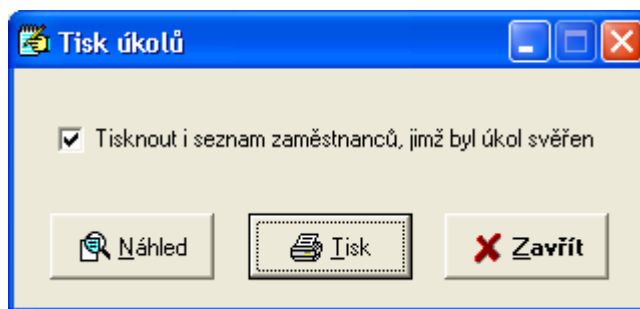 Tisk úkolů
Tisknout i seznam zaměstnanců, jimž byl úkol svěřen
Náhled Tisk Zavřít